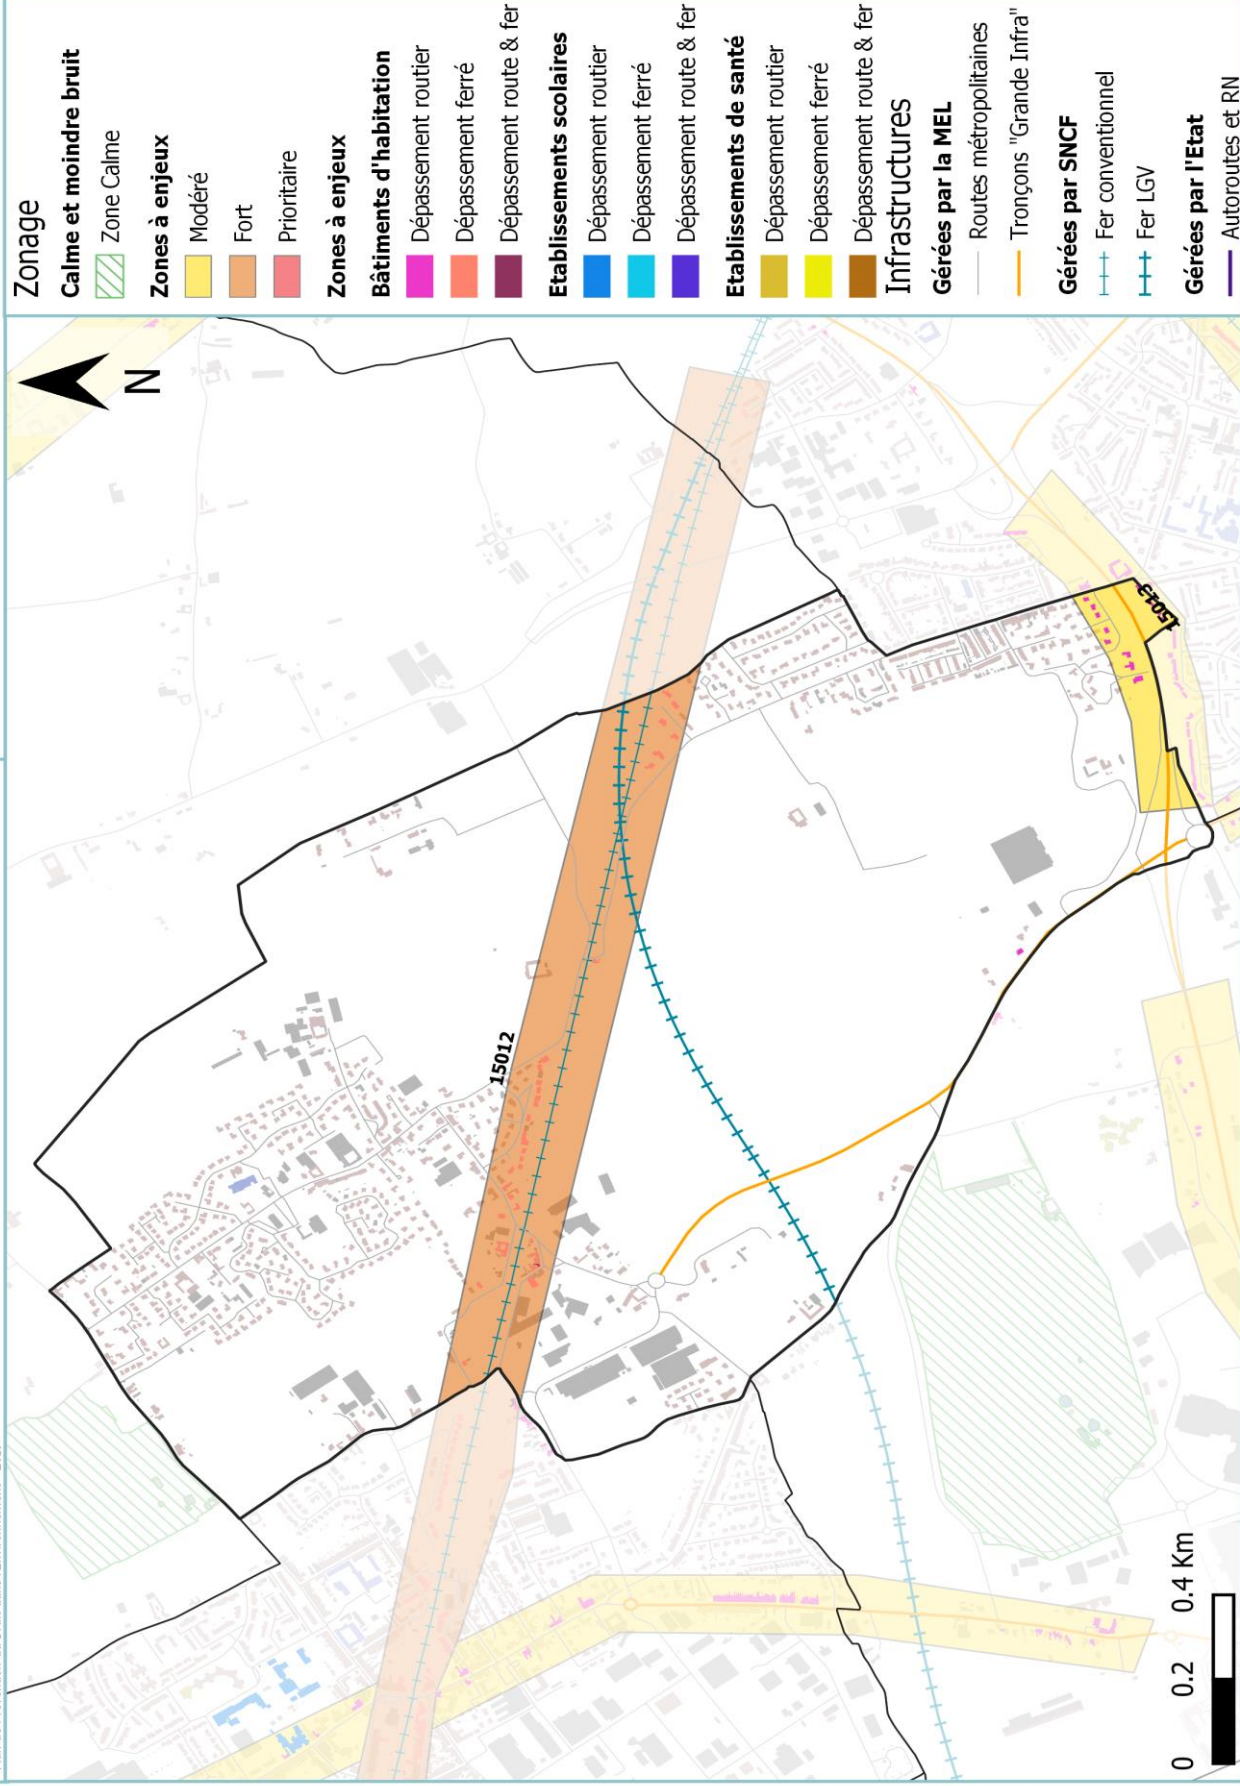 Zonage
Calme et moindre bruit
Zone Calme
Zones à enjeux
Modéré
Fort
Prioritaire
Zones à enjeux
Bâtiments d'habitation
Dépassement routier
Dépassement ferré
Dépassement route & fer
Etablissements scolaires
Dépassement routier
Dépassement ferré
Dépassement route & fer
Etablissements de santé
Dépassement routier
Dépassement ferré
Dépassement route & fer
Infrastructures
Gérées par la MEL
Routes métropolitaines
Tronçons "Grande Infra"
Gérées par SNCF
Fer conventionnel
Fer LGV
Gérées par l'Etat
Autoroutes et RN
N
15012
15013
0 0.2 0.4 Km